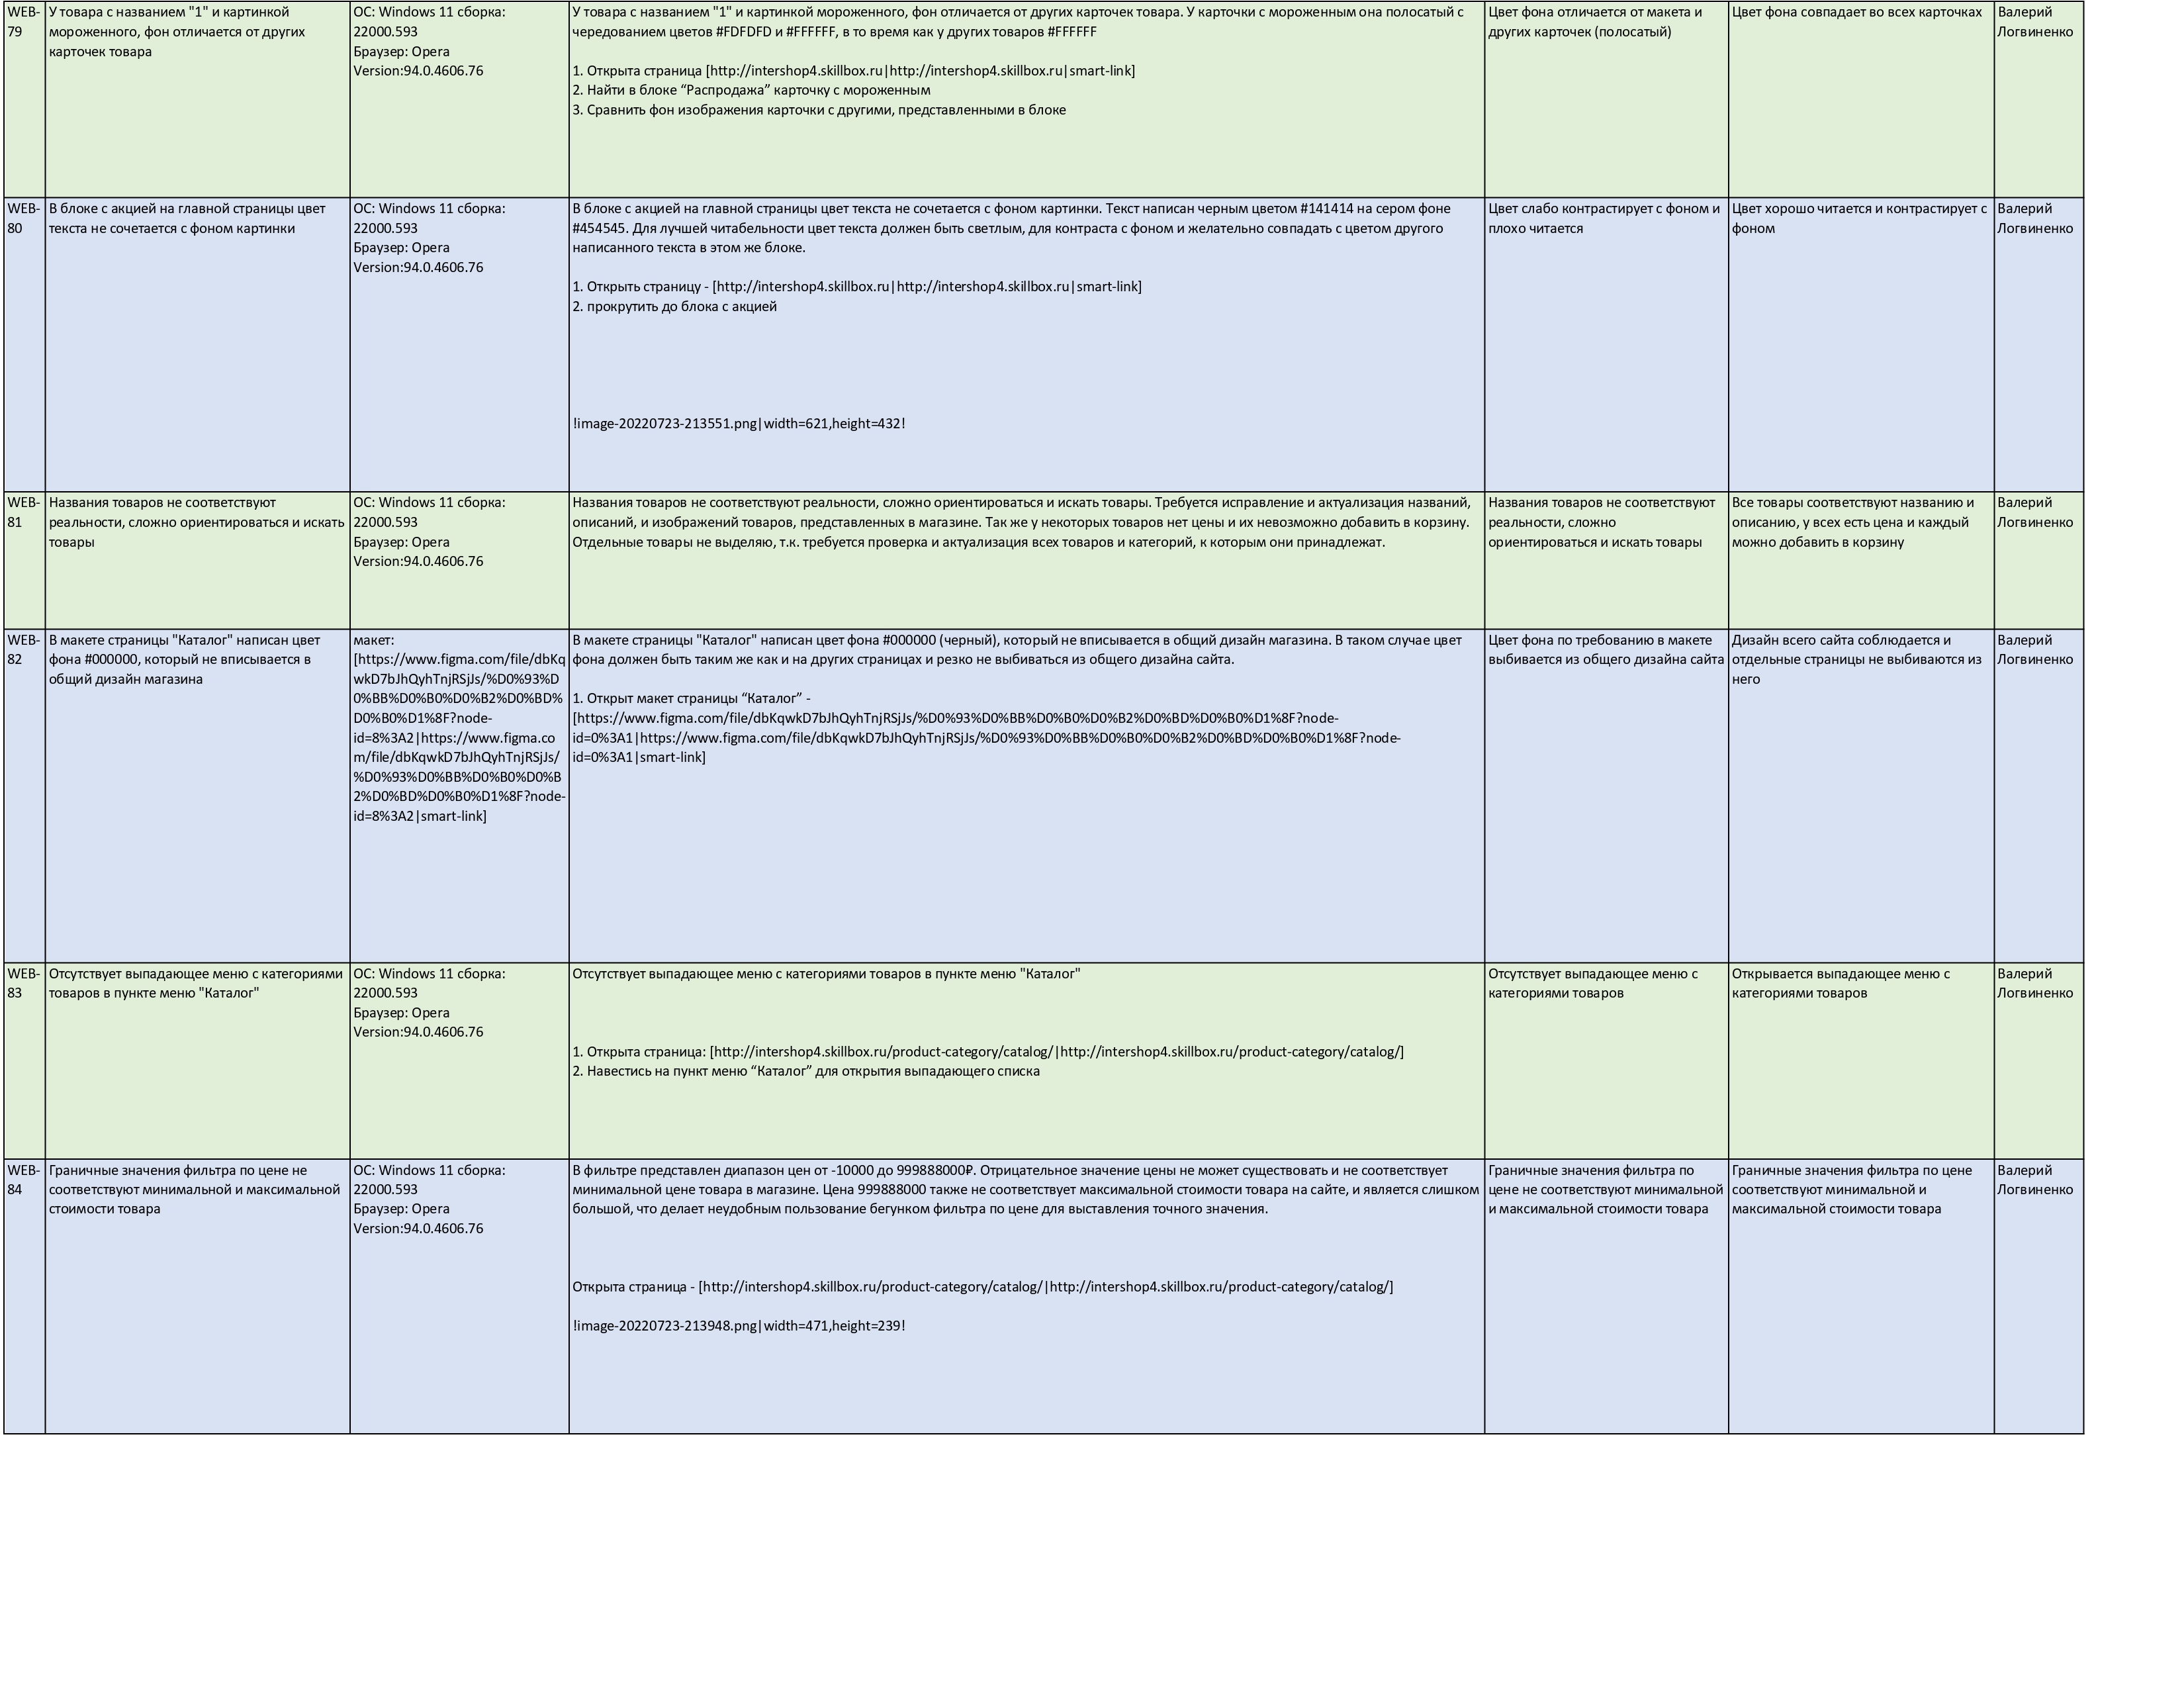 WEB-
79
У товара с названием "1" и картинкой
мороженного, фон отличается от других
карточек товара
ОС: Windows 11 сборка:
22000.593
Браузер: Opera
Version:94.0.4606.76
У товара с названием "1" и картинкой мороженного, фон отличается от других карточек товара. У карточки с мороженным она полосатый с
чередованием цветов #FDFDFD и #FFFFFF, в то время как у других товаров #FFFFFF
1. Открыта страница [http://intershop4.skillbox.ru|http://intershop4.skillbox.ru|smart-link]
2. Найти в блоке “Распродажа” карточку с мороженным
3. Сравнить фон изображения карточки с другими, представленными в блоке
Цвет фона отличается от макета и
других карточек (полосатый)
Цвет фона совпадает во всех карточках
Валерий
Логвиненко
WEB-
80
В блоке с акцией на главной страницы цвет
текста не сочетается с фоном картинки
ОС: Windows 11 сборка:
22000.593
Браузер: Opera
Version:94.0.4606.76
В блоке с акцией на главной страницы цвет текста не сочетается с фоном картинки. Текст написан черным цветом #141414 на сером фоне
#454545. Для лучшей читабельности цвет текста должен быть светлым, для контраста с фоном и желательно совпадать с цветом другого
написанного текста в этом же блоке.
1. Открыть страницу - [http://intershop4.skillbox.ru|http://intershop4.skillbox.ru|smart-link]
2. прокрутить до блока с акцией
!image-20220723-213551.png|width=621,height=432!
Цвет слабо контрастирует с фоном и
плохо читается
Цвет хорошо читается и контрастирует с
фоном
Валерий
Логвиненко
WEB-
81
Названия товаров не соответствуют
реальности, сложно ориентироваться и искать
товары
ОС: Windows 11 сборка:
22000.593
Браузер: Opera
Version:94.0.4606.76
Названия товаров не соответствуют реальности, сложно ориентироваться и искать товары. Требуется исправление и актуализация названий,
описаний, и изображений товаров, представленных в магазине. Так же у некоторых товаров нет цены и их невозможно добавить в корзину.
Отдельные товары не выделяю, т.к. требуется проверка и актуализация всех товаров и категорий, к которым они принадлежат.
Названия товаров не соответствуют
реальности, сложно
ориентироваться и искать товары
Все товары соответствуют названию и
описанию, у всех есть цена и каждый
можно добавить в корзину
Валерий
Логвиненко
WEB-
82
В макете страницы "Каталог" написан цвет
фона #000000, который не вписывается в
общий дизайн магазина
макет:
[https://www.figma.com/file/dbKq
wkD7bJhQyhTnjRSjJs/%D0%93%D
0%BB%D0%B0%D0%B2%D0%BD%
D0%B0%D1%8F?node-
id=8%3A2|https://www.figma.co
m/file/dbKqwkD7bJhQyhTnjRSjJs/
%D0%93%D0%BB%D0%B0%D0%B
2%D0%BD%D0%B0%D1%8F?node-
id=8%3A2|smart-link]
В макете страницы "Каталог" написан цвет фона #000000 (черный), который не вписывается в общий дизайн магазина. В таком случае цвет
фона должен быть таким же как и на других страницах и резко не выбиваться из общего дизайна сайта.
1. Открыт макет страницы “Каталог” -
[https://www.figma.com/file/dbKqwkD7bJhQyhTnjRSjJs/%D0%93%D0%BB%D0%B0%D0%B2%D0%BD%D0%B0%D1%8F?node-
id=0%3A1|https://www.figma.com/file/dbKqwkD7bJhQyhTnjRSjJs/%D0%93%D0%BB%D0%B0%D0%B2%D0%BD%D0%B0%D1%8F?node-
id=0%3A1|smart-link]
Цвет фона по требованию в макете
выбивается из общего дизайна сайта
Дизайн всего сайта соблюдается и
отдельные страницы не выбиваются из
него
Валерий
Логвиненко
WEB-
83
Отсутствует выпадающее меню с категориями
товаров в пункте меню "Каталог"
ОС: Windows 11 сборка:
22000.593
Браузер: Opera
Version:94.0.4606.76
Отсутствует выпадающее меню с категориями товаров в пункте меню "Каталог"
1. Открыта страница: [http://intershop4.skillbox.ru/product-category/catalog/|http://intershop4.skillbox.ru/product-category/catalog/]
2. Навестись на пункт меню “Каталог” для открытия выпадающего списка
Отсутствует выпадающее меню с
категориями товаров
Открывается выпадающее меню с
категориями товаров
Валерий
Логвиненко
WEB-
84
Граничные значения фильтра по цене не
соответствуют минимальной и максимальной
стоимости товара
ОС: Windows 11 сборка:
22000.593
Браузер: Opera
Version:94.0.4606.76
В фильтре представлен диапазон цен от -10000 до 999888000₽. Отрицательное значение цены не может существовать и не соответствует
минимальной цене товара в магазине. Цена 999888000 также не соответствует максимальной стоимости товара на сайте, и является слишком
большой, что делает неудобным пользование бегунком фильтра по цене для выставления точного значения.
Открыта страница - [http://intershop4.skillbox.ru/product-category/catalog/|http://intershop4.skillbox.ru/product-category/catalog/]
!image-20220723-213948.png|width=471,height=239!
Граничные значения фильтра по
цене не соответствуют минимальной
и максимальной стоимости товара
Граничные значения фильтра по цене
соответствуют минимальной и
максимальной стоимости товара
Валерий
Логвиненко